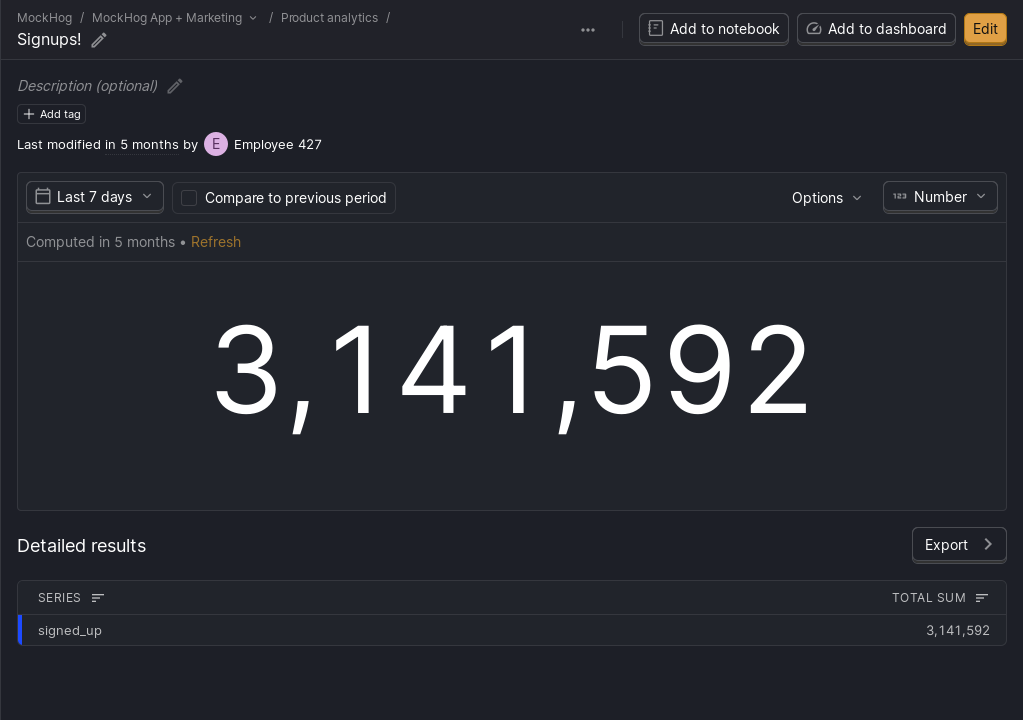 MockHog / MockHog App + Marketing / Product analytics /
Signups!
Add to notebook
Add to dashboard
Edit
Description (optional)
Add tag
Last modified in 5 months by E Employee 427
Last 7 days
Compare to previous period
Options
123 Number
Computed in 5 months • Refresh
3,141,592
Detailed results
Export
SERIES
TOTAL SUM
signed_up
3,141,592